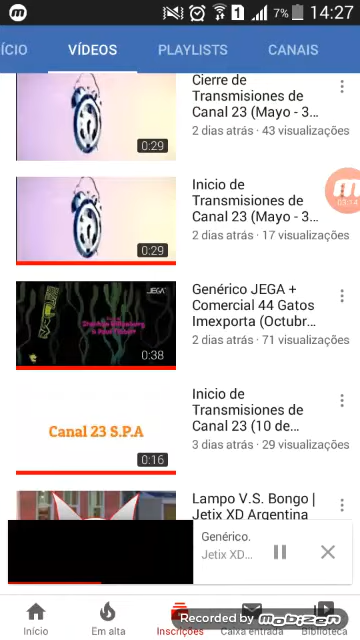 7% 14:27
ÍCIO VÍDEOS PLAYLISTS CANAIS
Cierre de
Transmisiones de
Canal 23 (Mayo - 3...
2 dias atrás · 43 visualizações
0:29
Inicio de
Transmisiones de
Canal 23 (Mayo - 3...
2 dias atrás · 17 visualizações
0:29
03:14
Genérico JEGA +
Comercial 44 Gatos
Imexporta (Octubr...
2 dias atrás · 71 visualizações
JEGA
0:38
Inicio de
Transmisiones de
Canal 23 (10 de...
3 dias atrás · 29 visualizações
Canal 23 S.P.A
0:16
Lampo V.S. Bongo |
Jetix XD Argentina
Genérico.
Jetix XD...
Início Em alta Inscrições Caixa entrada Biblioteca
Recorded by mobizen